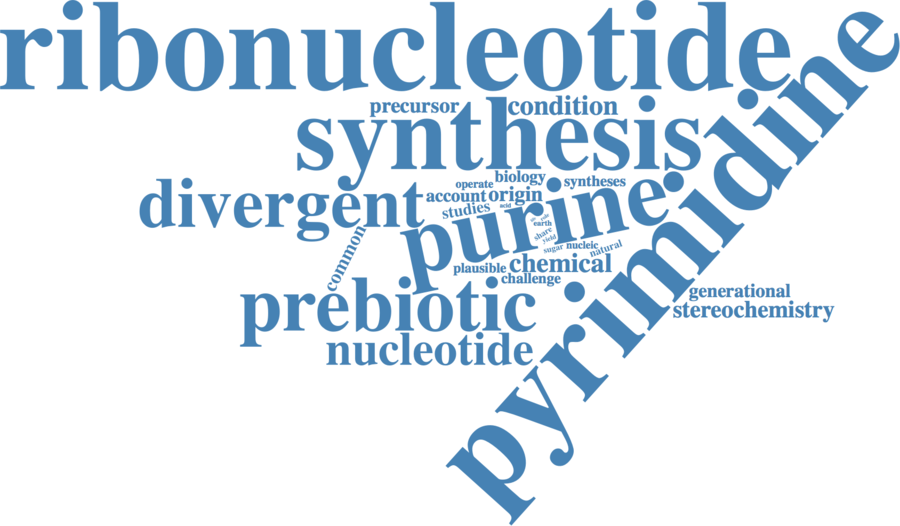 ribonucleotide
precursor
condition
synthesis
pyrimidine
biology
operate
syntheses
divergent
account
origin
acid
studies
purine
earth
share
yield
common
sugar
nucleic
natural
plausible
chemical
challenge
prebiotic
generational
stereochemistry
nucleotide